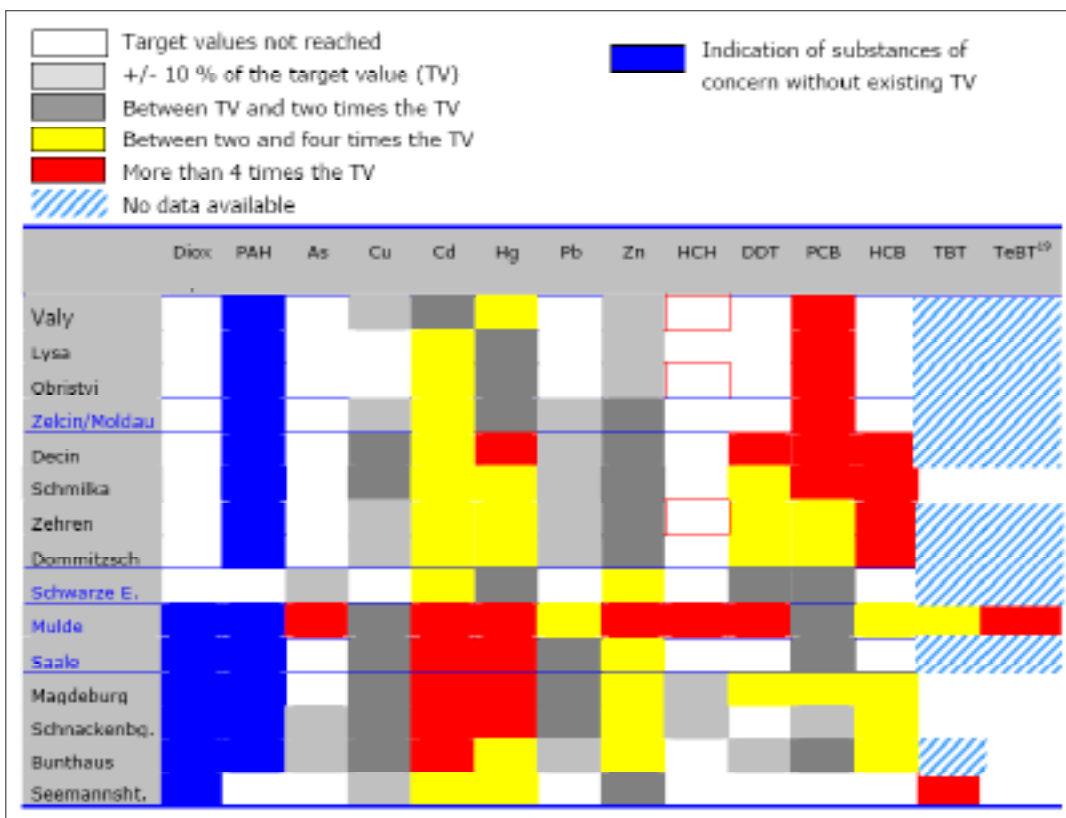 Target values not reached
+/- 10 % of the target value (TV)
Between TV and two times the TV
Between two and four times the TV
More than 4 times the TV
No data available
Indication of substances of
concern without existing TV
Diox PAH As Cu Cd Hg Pb Zn HCH DDT PCB HCB TBT TeBT19
.
Valy
Lysa
Obristvi
Zelcin/Moldau
Decin
Schmilka
Zehren
Dommitzsch
Schwarze E.
Mulde
Saale
Magdeburg
Schnackenbg.
Bunthaus
Seemannsht.